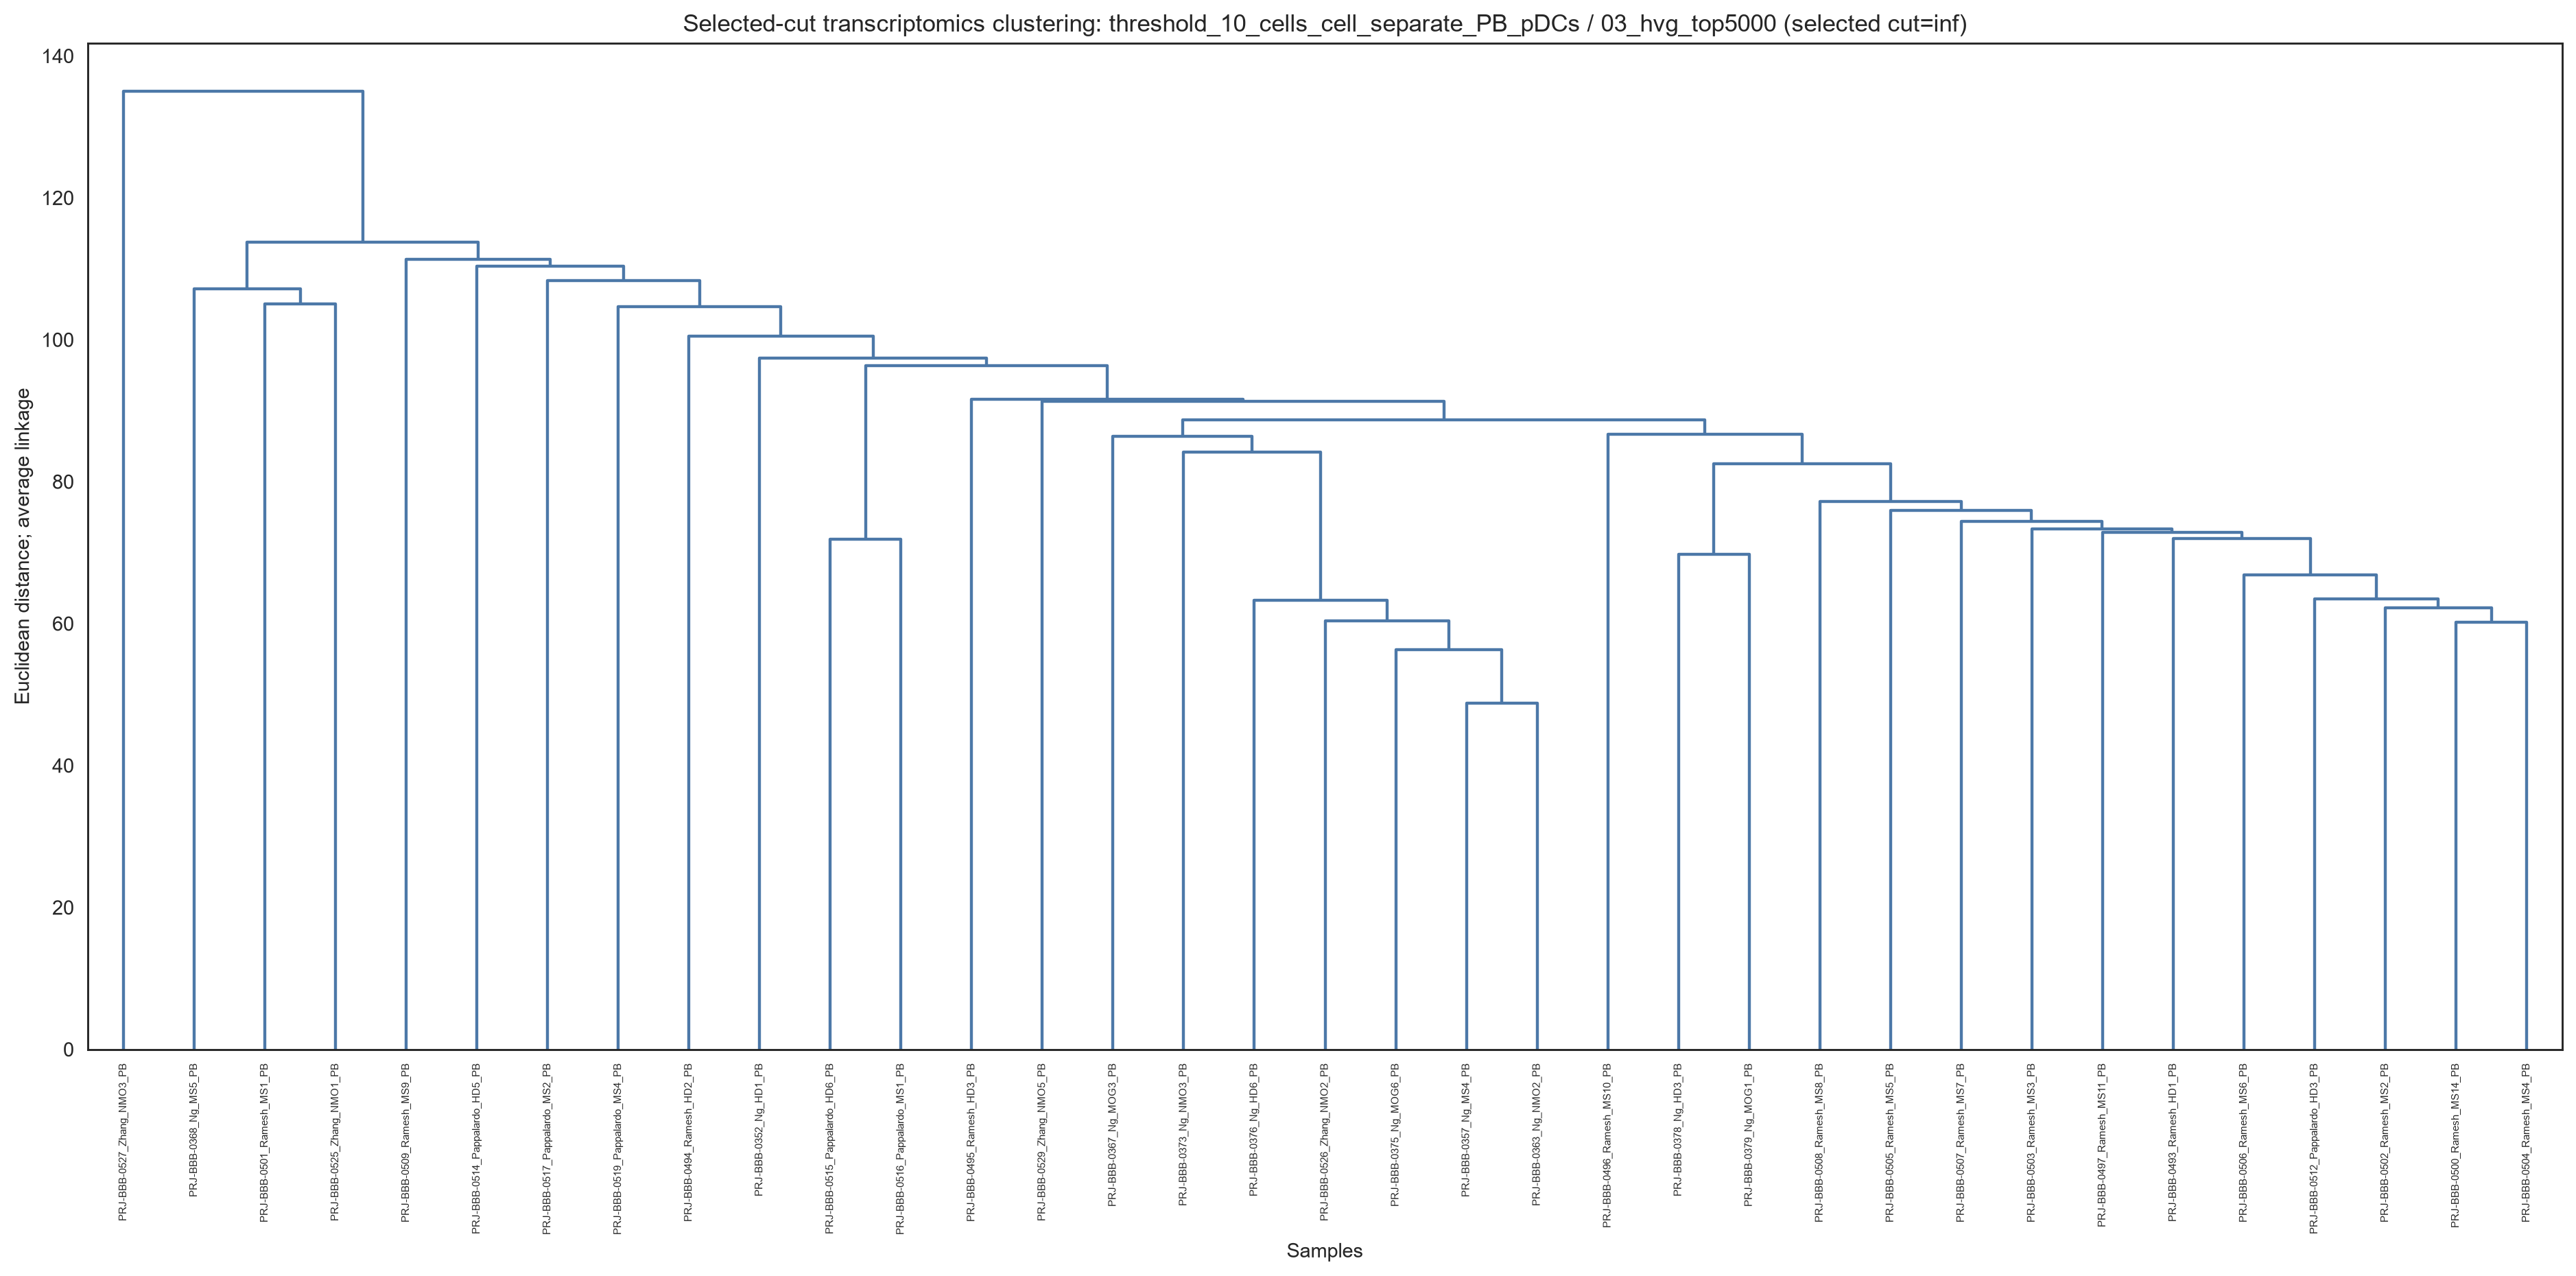 Selected-cut transcriptomics clustering: threshold_10_cells_cell_separate_PB_pDCs / 03_hvg_top5000 (selected cut=inf)
Euclidean distance; average linkage
140
120
100
80
60
40
20
0
PRJ-BBB-0527_Zhang_NMO3_PB
PRJ-BBB-0368_Ng_MS5_PB
PRJ-BBB-0501_Ramesh_MS1_PB
PRJ-BBB-0525_Zhang_NMO1_PB
PRJ-BBB-0509_Ramesh_MS9_PB
PRJ-BBB-0514_Pappalardo_HD5_PB
PRJ-BBB-0517_Pappalardo_MS2_PB
PRJ-BBB-0519_Pappalardo_MS4_PB
PRJ-BBB-0494_Ramesh_HD2_PB
PRJ-BBB-0352_Ng_HD1_PB
PRJ-BBB-0515_Pappalardo_HD6_PB
PRJ-BBB-0516_Pappalardo_MS1_PB
PRJ-BBB-0495_Ramesh_HD3_PB
PRJ-BBB-0529_Zhang_NMO5_PB
PRJ-BBB-0367_Ng_MOG3_PB
PRJ-BBB-0373_Ng_NMO3_PB
PRJ-BBB-0376_Ng_HD6_PB
PRJ-BBB-0526_Zhang_NMO2_PB
PRJ-BBB-0375_Ng_MOG6_PB
PRJ-BBB-0357_Ng_MS4_PB
PRJ-BBB-0363_Ng_NMO2_PB
PRJ-BBB-0496_Ramesh_MS10_PB
PRJ-BBB-0378_Ng_HD3_PB
PRJ-BBB-0379_Ng_MOG1_PB
PRJ-BBB-0508_Ramesh_MS8_PB
PRJ-BBB-0505_Ramesh_MS5_PB
PRJ-BBB-0507_Ramesh_MS7_PB
PRJ-BBB-0503_Ramesh_MS3_PB
PRJ-BBB-0497_Ramesh_MS11_PB
PRJ-BBB-0493_Ramesh_HD1_PB
PRJ-BBB-0506_Ramesh_MS6_PB
PRJ-BBB-0512_Pappalardo_HD3_PB
PRJ-BBB-0502_Ramesh_MS2_PB
PRJ-BBB-0500_Ramesh_MS14_PB
PRJ-BBB-0504_Ramesh_MS4_PB
Samples